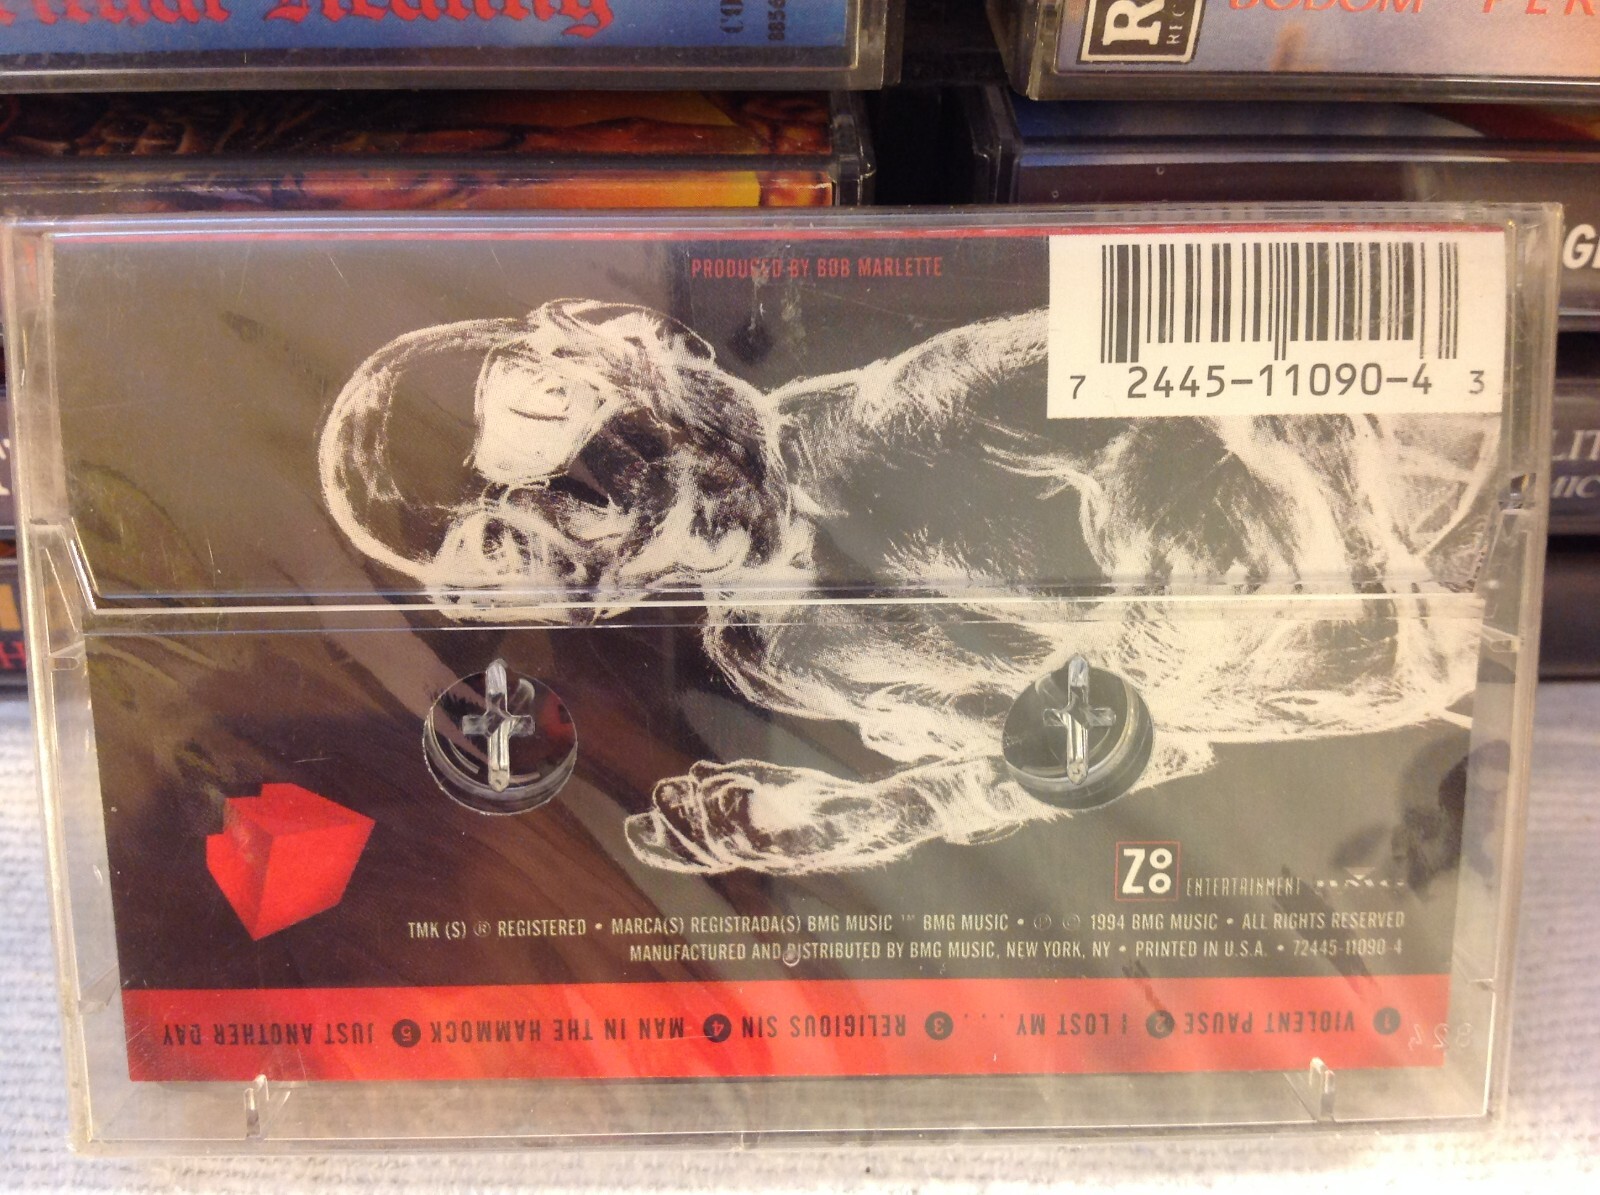 PRODUCED BY BOB MARLETTE
7 2445-11090-4 3
ZOO ENTERTAINMENT BMG
TMK (S) ® REGISTERED • MARCA(S) REGISTRADA(S) BMG MUSIC ™ BMG MUSIC • ℗ © 1994 BMG MUSIC • ALL RIGHTS RESERVED
MANUFACTURED AND DISTRIBUTED BY BMG MUSIC, NEW YORK, NY • PRINTED IN U.S.A. • 72445-11090-4
1 VIOLENT PAUSE 2 I LOST MY . . . . 3 RELIGIOUS SIN 4 MAN IN THE HAMMOCK 5 JUST ANOTHER DAY